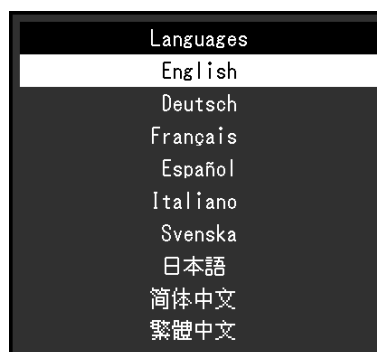 Languages
English
Deutsch
Français
Español
Italiano
Svenska
日本語
简体中文
繁體中文